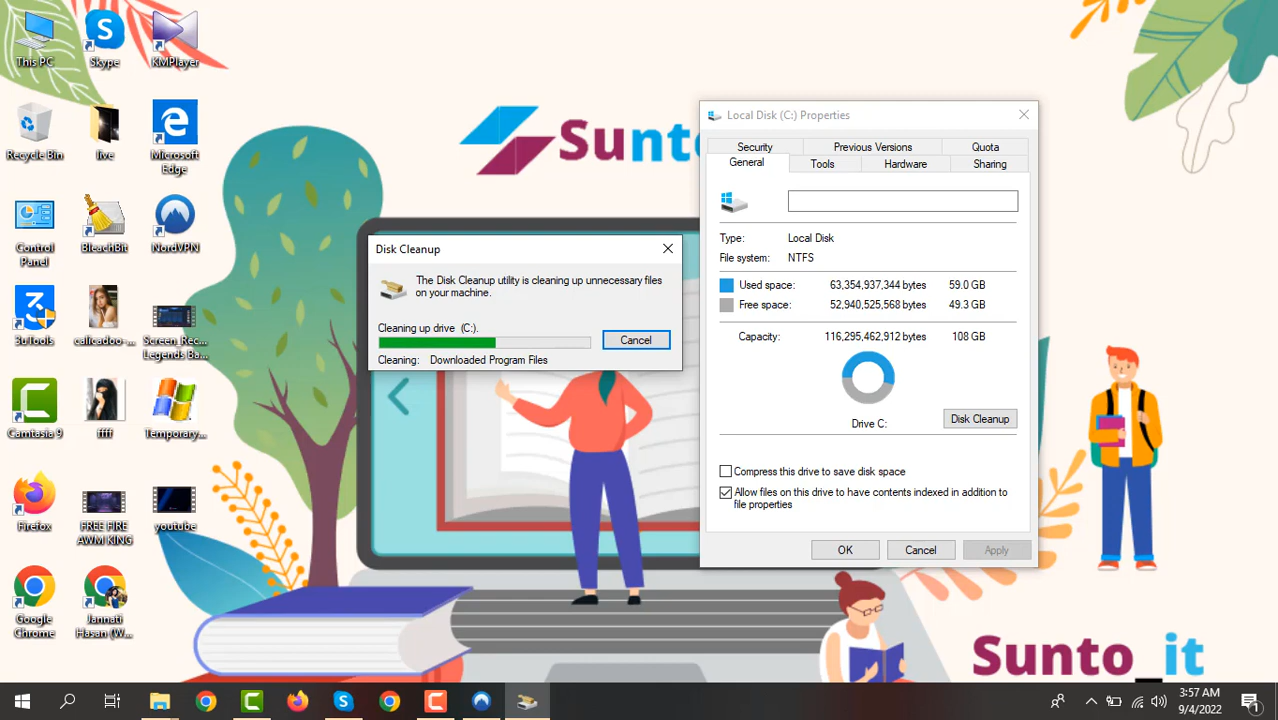 This PC
Skype
KMPlayer
Recycle Bin
live
Microsoft
Edge
Control
Panel
BleachBit
NordVPN
3uTools
calicadoo-...
Screen_Rec...
Legends Ba...
Camtasia 9
ffff
Temporary...
Firefox
FREE FIRE
AWM KING
youtube
Google
Chrome
Jannati
Hasan (W...
Sunto
Disk Cleanup
The Disk Cleanup utility is cleaning up unnecessary files
on your machine.
Cleaning up drive (C:).
Cancel
Cleaning: Downloaded Program Files
Local Disk (C:) Properties
Security Previous Versions Quota
General Tools Hardware Sharing
Type: Local Disk
File system: NTFS
Used space: 63,354,937,344 bytes 59.0 GB
Free space: 52,940,525,568 bytes 49.3 GB
Capacity: 116,295,462,912 bytes 108 GB
Drive C:
Disk Cleanup
Compress this drive to save disk space
Allow files on this drive to have contents indexed in addition to
file properties
OK Cancel Apply
Sunto_it
3:57 AM
9/4/2022
1